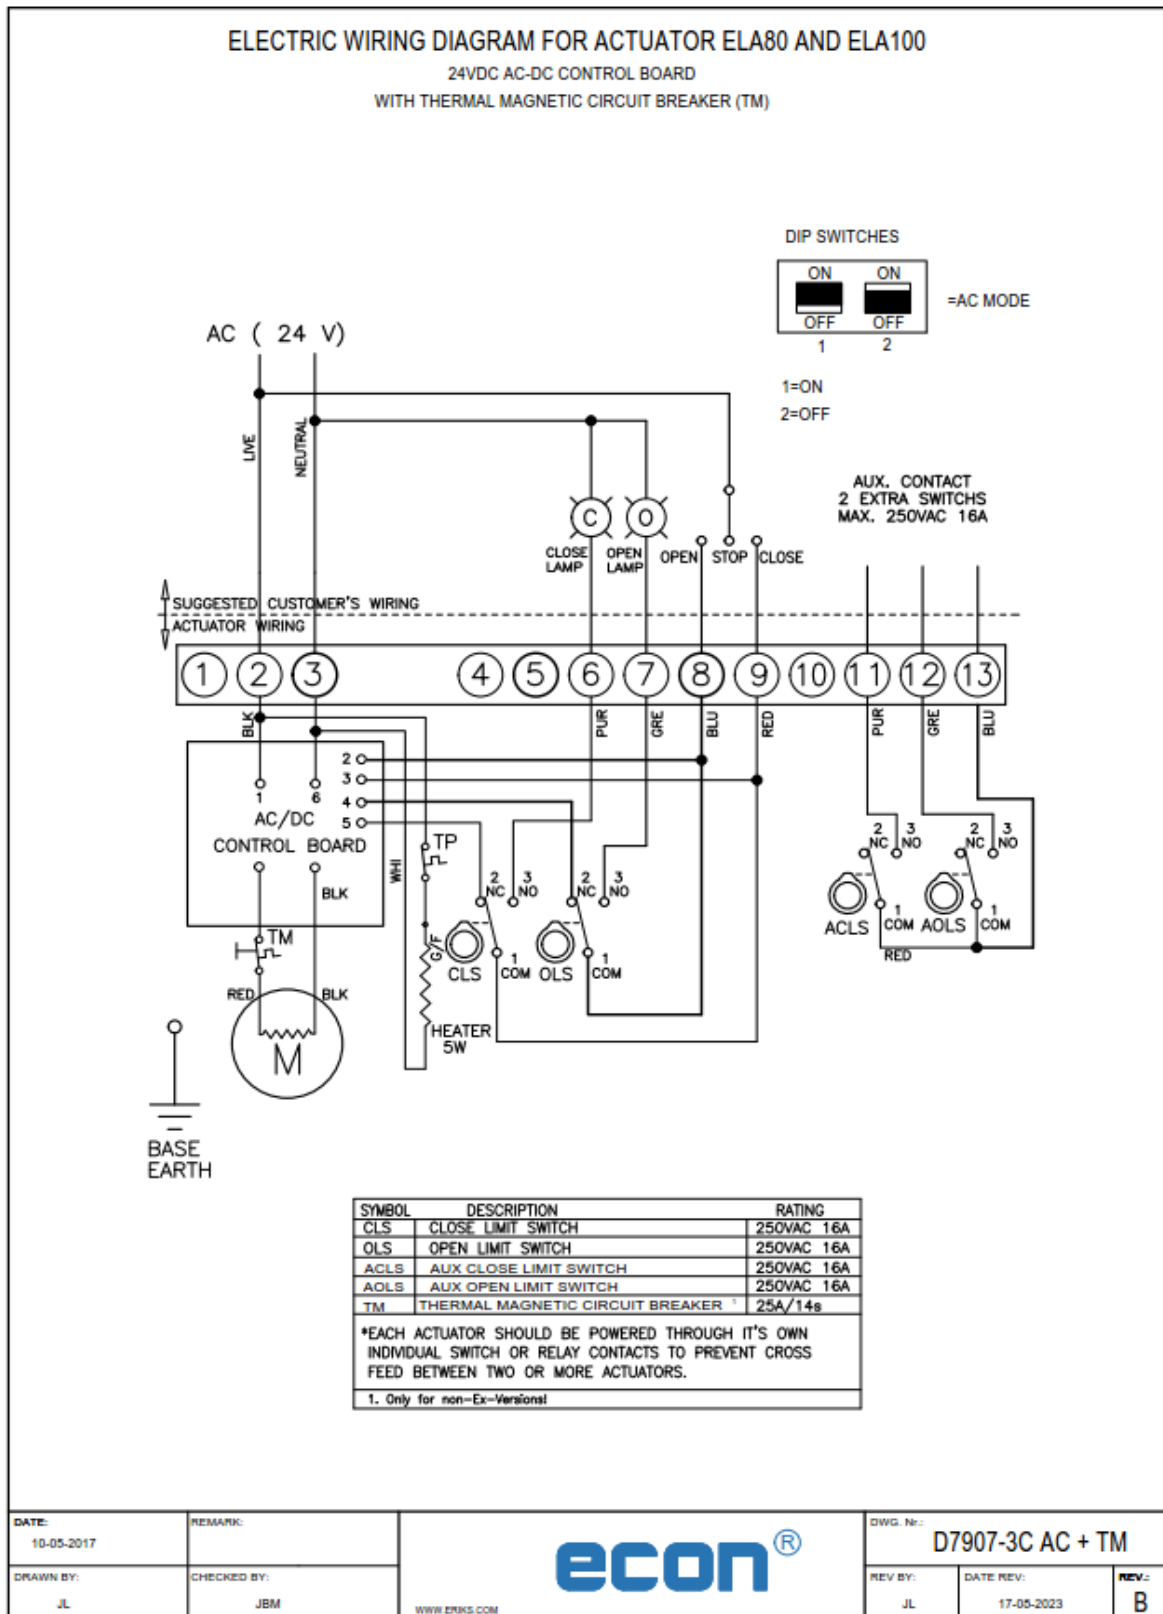 ELECTRIC WIRING DIAGRAM FOR ACTUATOR ELA80 AND ELA100
24VDC AC-DC CONTROL BOARD
WITH THERMAL MAGNETIC CIRCUIT BREAKER (TM)
DIP SWITCHES
ON ON
OFF OFF
=AC MODE
1 2
1=ON
2=OFF
AC ( 24 V)
LIVE
NEUTRAL
C O
CLOSE LAMP
OPEN LAMP
OPEN STOP CLOSE
AUX. CONTACT
2 EXTRA SWITCHS
MAX. 250VAC 16A
SUGGESTED CUSTOMER'S WIRING
ACTUATOR WIRING
1 2 3 4 5 6 7 8 9 10 11 12 13
BLK PUR GRE BLU RED PUR GRE BLU
2
3
4
5
1 6
AC/DC
CONTROL BOARD
BLK
WHI
TP
G/F
HEATER
5W
TM
RED BLK
M
2 NC 3 NO
CLS
1 COM
2 NC 3 NO
OLS
1 COM
2 NC 3 NO
ACLS
1 COM
2 NC 3 NO
AOLS
1 COM
RED
BASE
EARTH
SYMBOL DESCRIPTION RATING
CLS CLOSE LIMIT SWITCH 250VAC 16A
OLS OPEN LIMIT SWITCH 250VAC 16A
ACLS AUX CLOSE LIMIT SWITCH 250VAC 16A
AOLS AUX OPEN LIMIT SWITCH 250VAC 16A
TM THERMAL MAGNETIC CIRCUIT BREAKER 1 25A/14s
*EACH ACTUATOR SHOULD BE POWERED THROUGH IT'S OWN
INDIVIDUAL SWITCH OR RELAY CONTACTS TO PREVENT CROSS
FEED BETWEEN TWO OR MORE ACTUATORS.
1. Only for non-Ex-Versions!
DATE:
10-05-2017
REMARK:
DRAWN BY:
JL
CHECKED BY:
JBM
econ®
WWW.ERIKS.COM
DWG. Nr.:
D7907-3C AC + TM
REV BY:
JL
DATE REV:
17-05-2023
REV.:
B